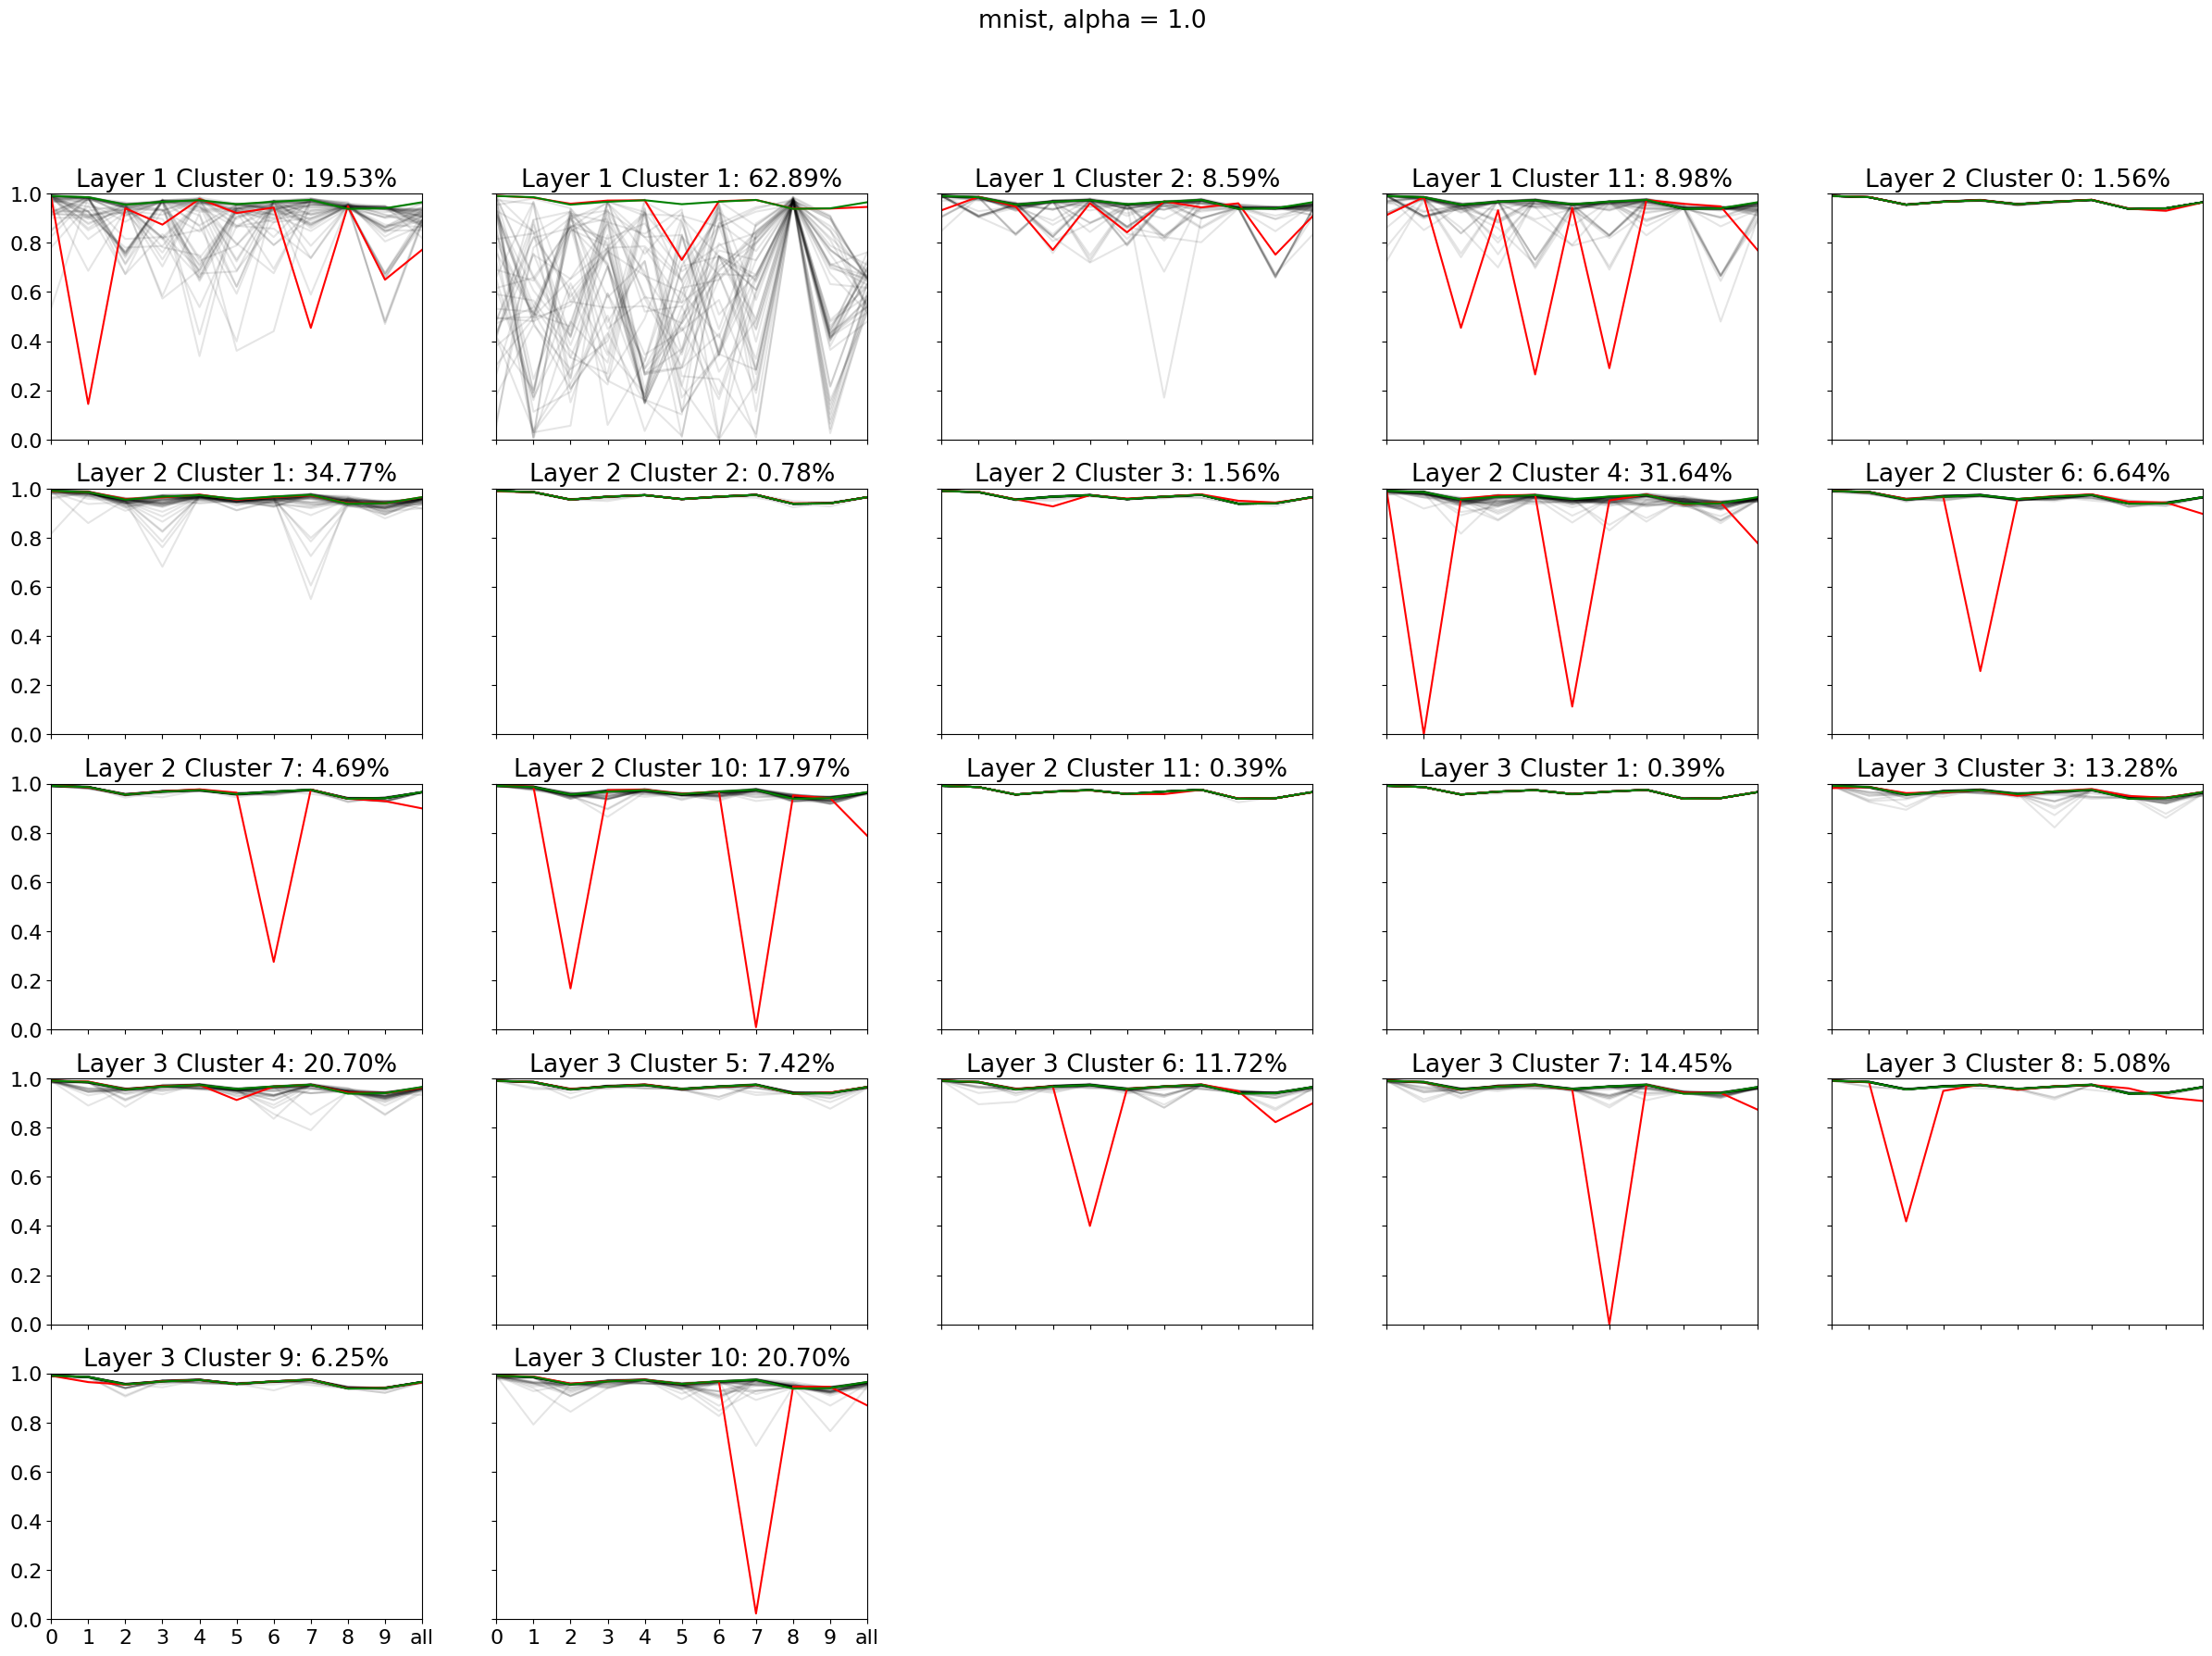 mnist, alpha = 1.0
Layer 1 Cluster 0: 19.53%
Layer 1 Cluster 1: 62.89%
Layer 1 Cluster 2: 8.59%
Layer 1 Cluster 11: 8.98%
Layer 2 Cluster 0: 1.56%
1.0
0.8
0.6
0.4
0.2
0.0
Layer 2 Cluster 1: 34.77%
Layer 2 Cluster 2: 0.78%
Layer 2 Cluster 3: 1.56%
Layer 2 Cluster 4: 31.64%
Layer 2 Cluster 6: 6.64%
1.0
0.8
0.6
0.4
0.2
0.0
Layer 2 Cluster 7: 4.69%
Layer 2 Cluster 10: 17.97%
Layer 2 Cluster 11: 0.39%
Layer 3 Cluster 1: 0.39%
Layer 3 Cluster 3: 13.28%
1.0
0.8
0.6
0.4
0.2
0.0
Layer 3 Cluster 4: 20.70%
Layer 3 Cluster 5: 7.42%
Layer 3 Cluster 6: 11.72%
Layer 3 Cluster 7: 14.45%
Layer 3 Cluster 8: 5.08%
1.0
0.8
0.6
0.4
0.2
0.0
Layer 3 Cluster 9: 6.25%
Layer 3 Cluster 10: 20.70%
1.0
0.8
0.6
0.4
0.2
0.0
0 1 2 3 4 5 6 7 8 9 all
0 1 2 3 4 5 6 7 8 9 all